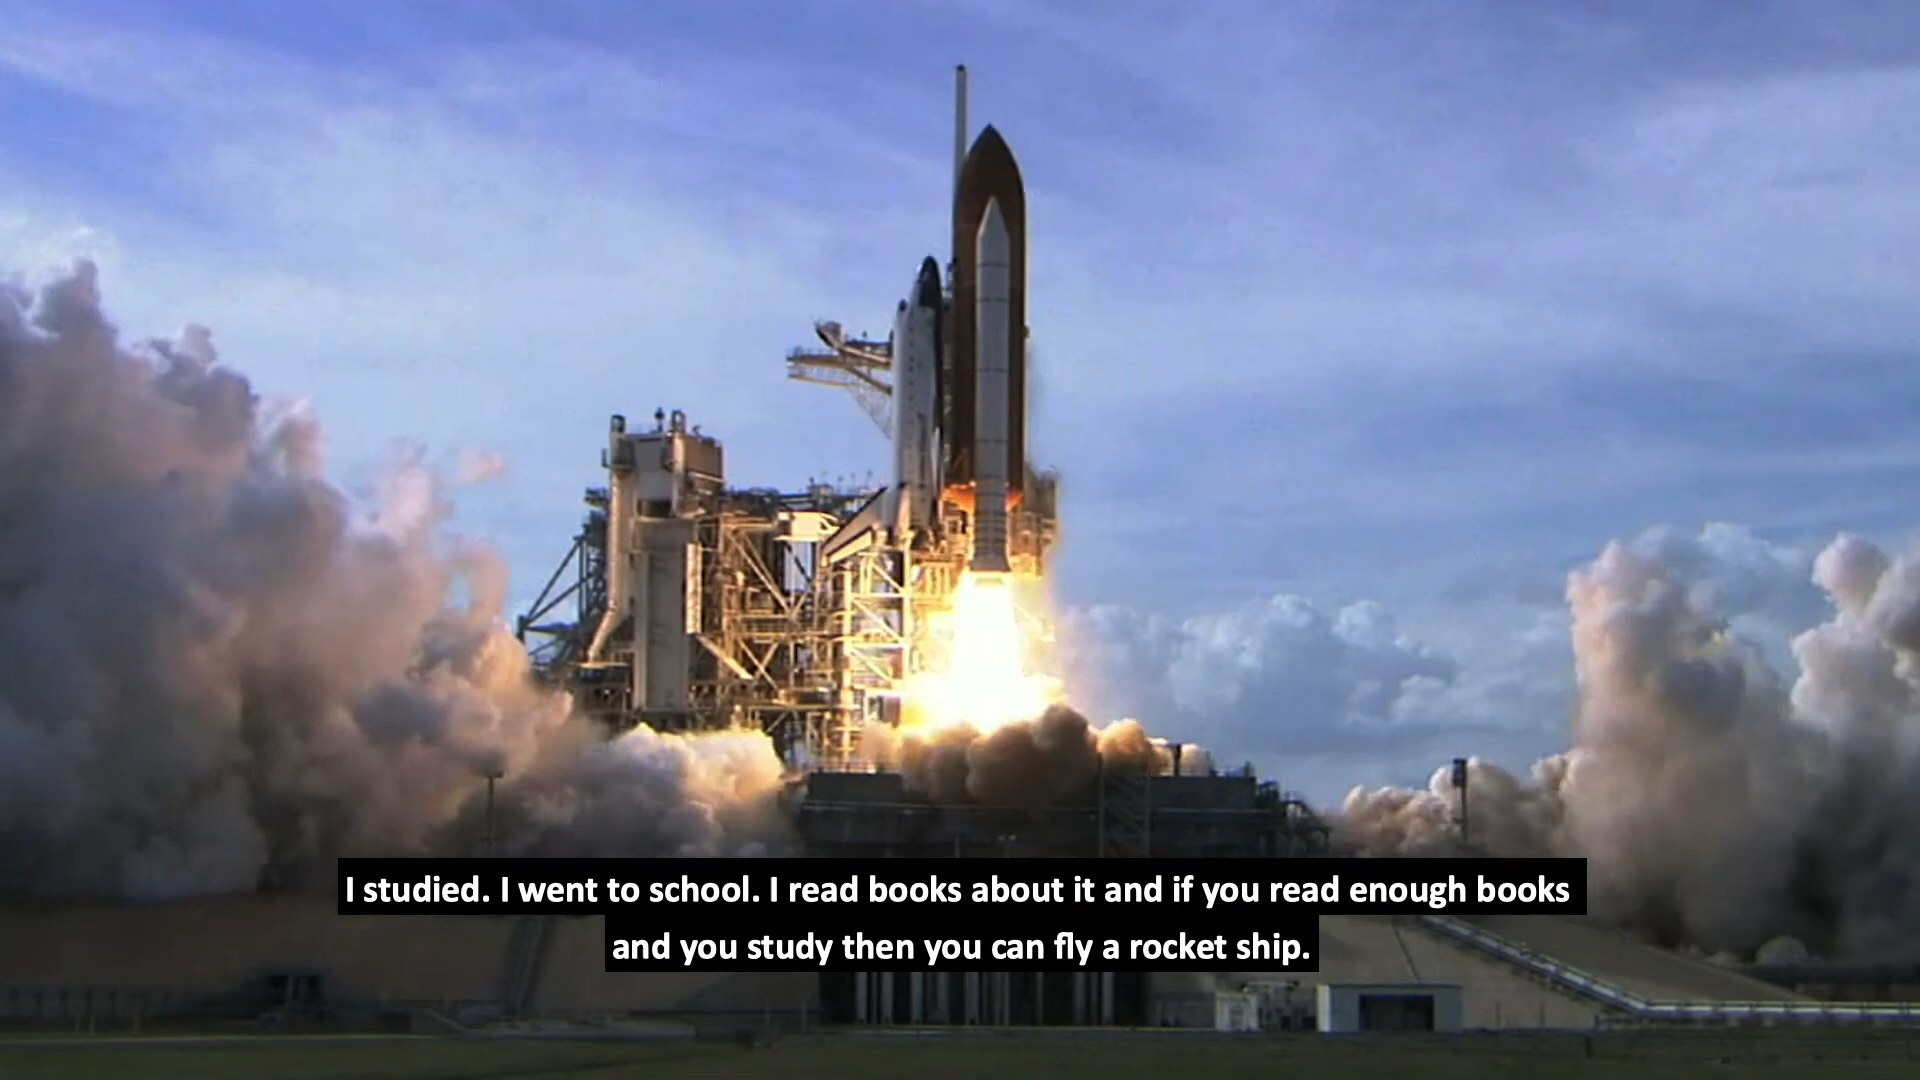 I studied. I went to school. I read books about it and if you read enough books
and you study then you can fly a rocket ship.